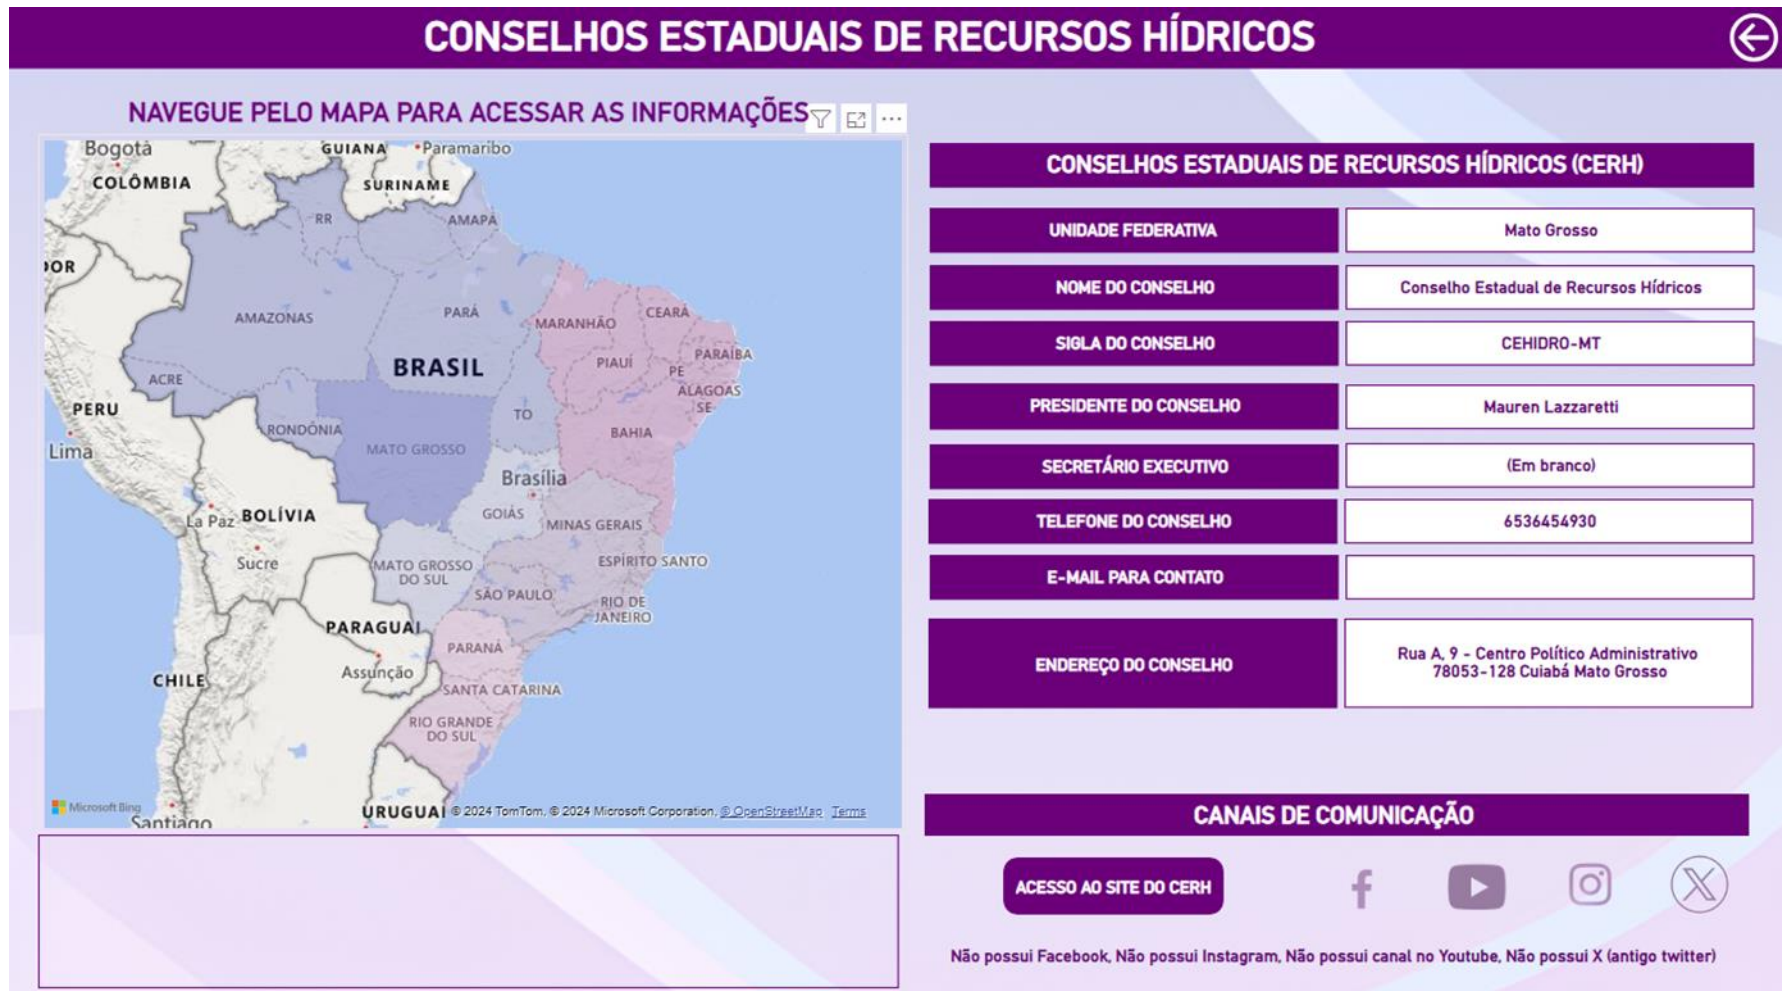 CONSELHOS ESTADUAIS DE RECURSOS HÍDRICOS
NAVEGUE PELO MAPA PARA ACESSAR AS INFORMAÇÕES
Bogotá
COLÔMBIA
GUIANA
Paramaribo
SURINAME
RR
AMAPÁ
DOR
AMAZONAS
PARÁ
MARANHÃO
CEARÁ
PIAUÍ
PARAÍBA
PE
ALAGOAS
SE
BRASIL
ACRE
PERU
Lima
RONDÔNIA
MATO GROSSO
TO
BAHIA
Brasília
GOIÁS
MINAS GERAIS
La Paz
BOLÍVIA
Sucre
MATO GROSSO
DO SUL
ESPÍRITO SANTO
SÃO PAULO
RIO DE
JANEIRO
PARAGUAI
Assunção
PARANÁ
CHILE
SANTA CATARINA
RIO GRANDE
DO SUL
Microsoft Bing
Santiago
URUGUAI
© 2024 TomTom, © 2024 Microsoft Corporation, © OpenStreetMap Terms
CONSELHOS ESTADUAIS DE RECURSOS HÍDRICOS (CERH)
UNIDADE FEDERATIVA Mato Grosso
NOME DO CONSELHO Conselho Estadual de Recursos Hídricos
SIGLA DO CONSELHO CEHIDRO-MT
PRESIDENTE DO CONSELHO Mauren Lazzaretti
SECRETÁRIO EXECUTIVO (Em branco)
TELEFONE DO CONSELHO 6536454930
E-MAIL PARA CONTATO
ENDEREÇO DO CONSELHO
Rua A, 9 - Centro Político Administrativo
78053-128 Cuiabá Mato Grosso
CANAIS DE COMUNICAÇÃO
ACESSO AO SITE DO CERH
Não possui Facebook, Não possui Instagram, Não possui canal no Youtube, Não possui X (antigo twitter)